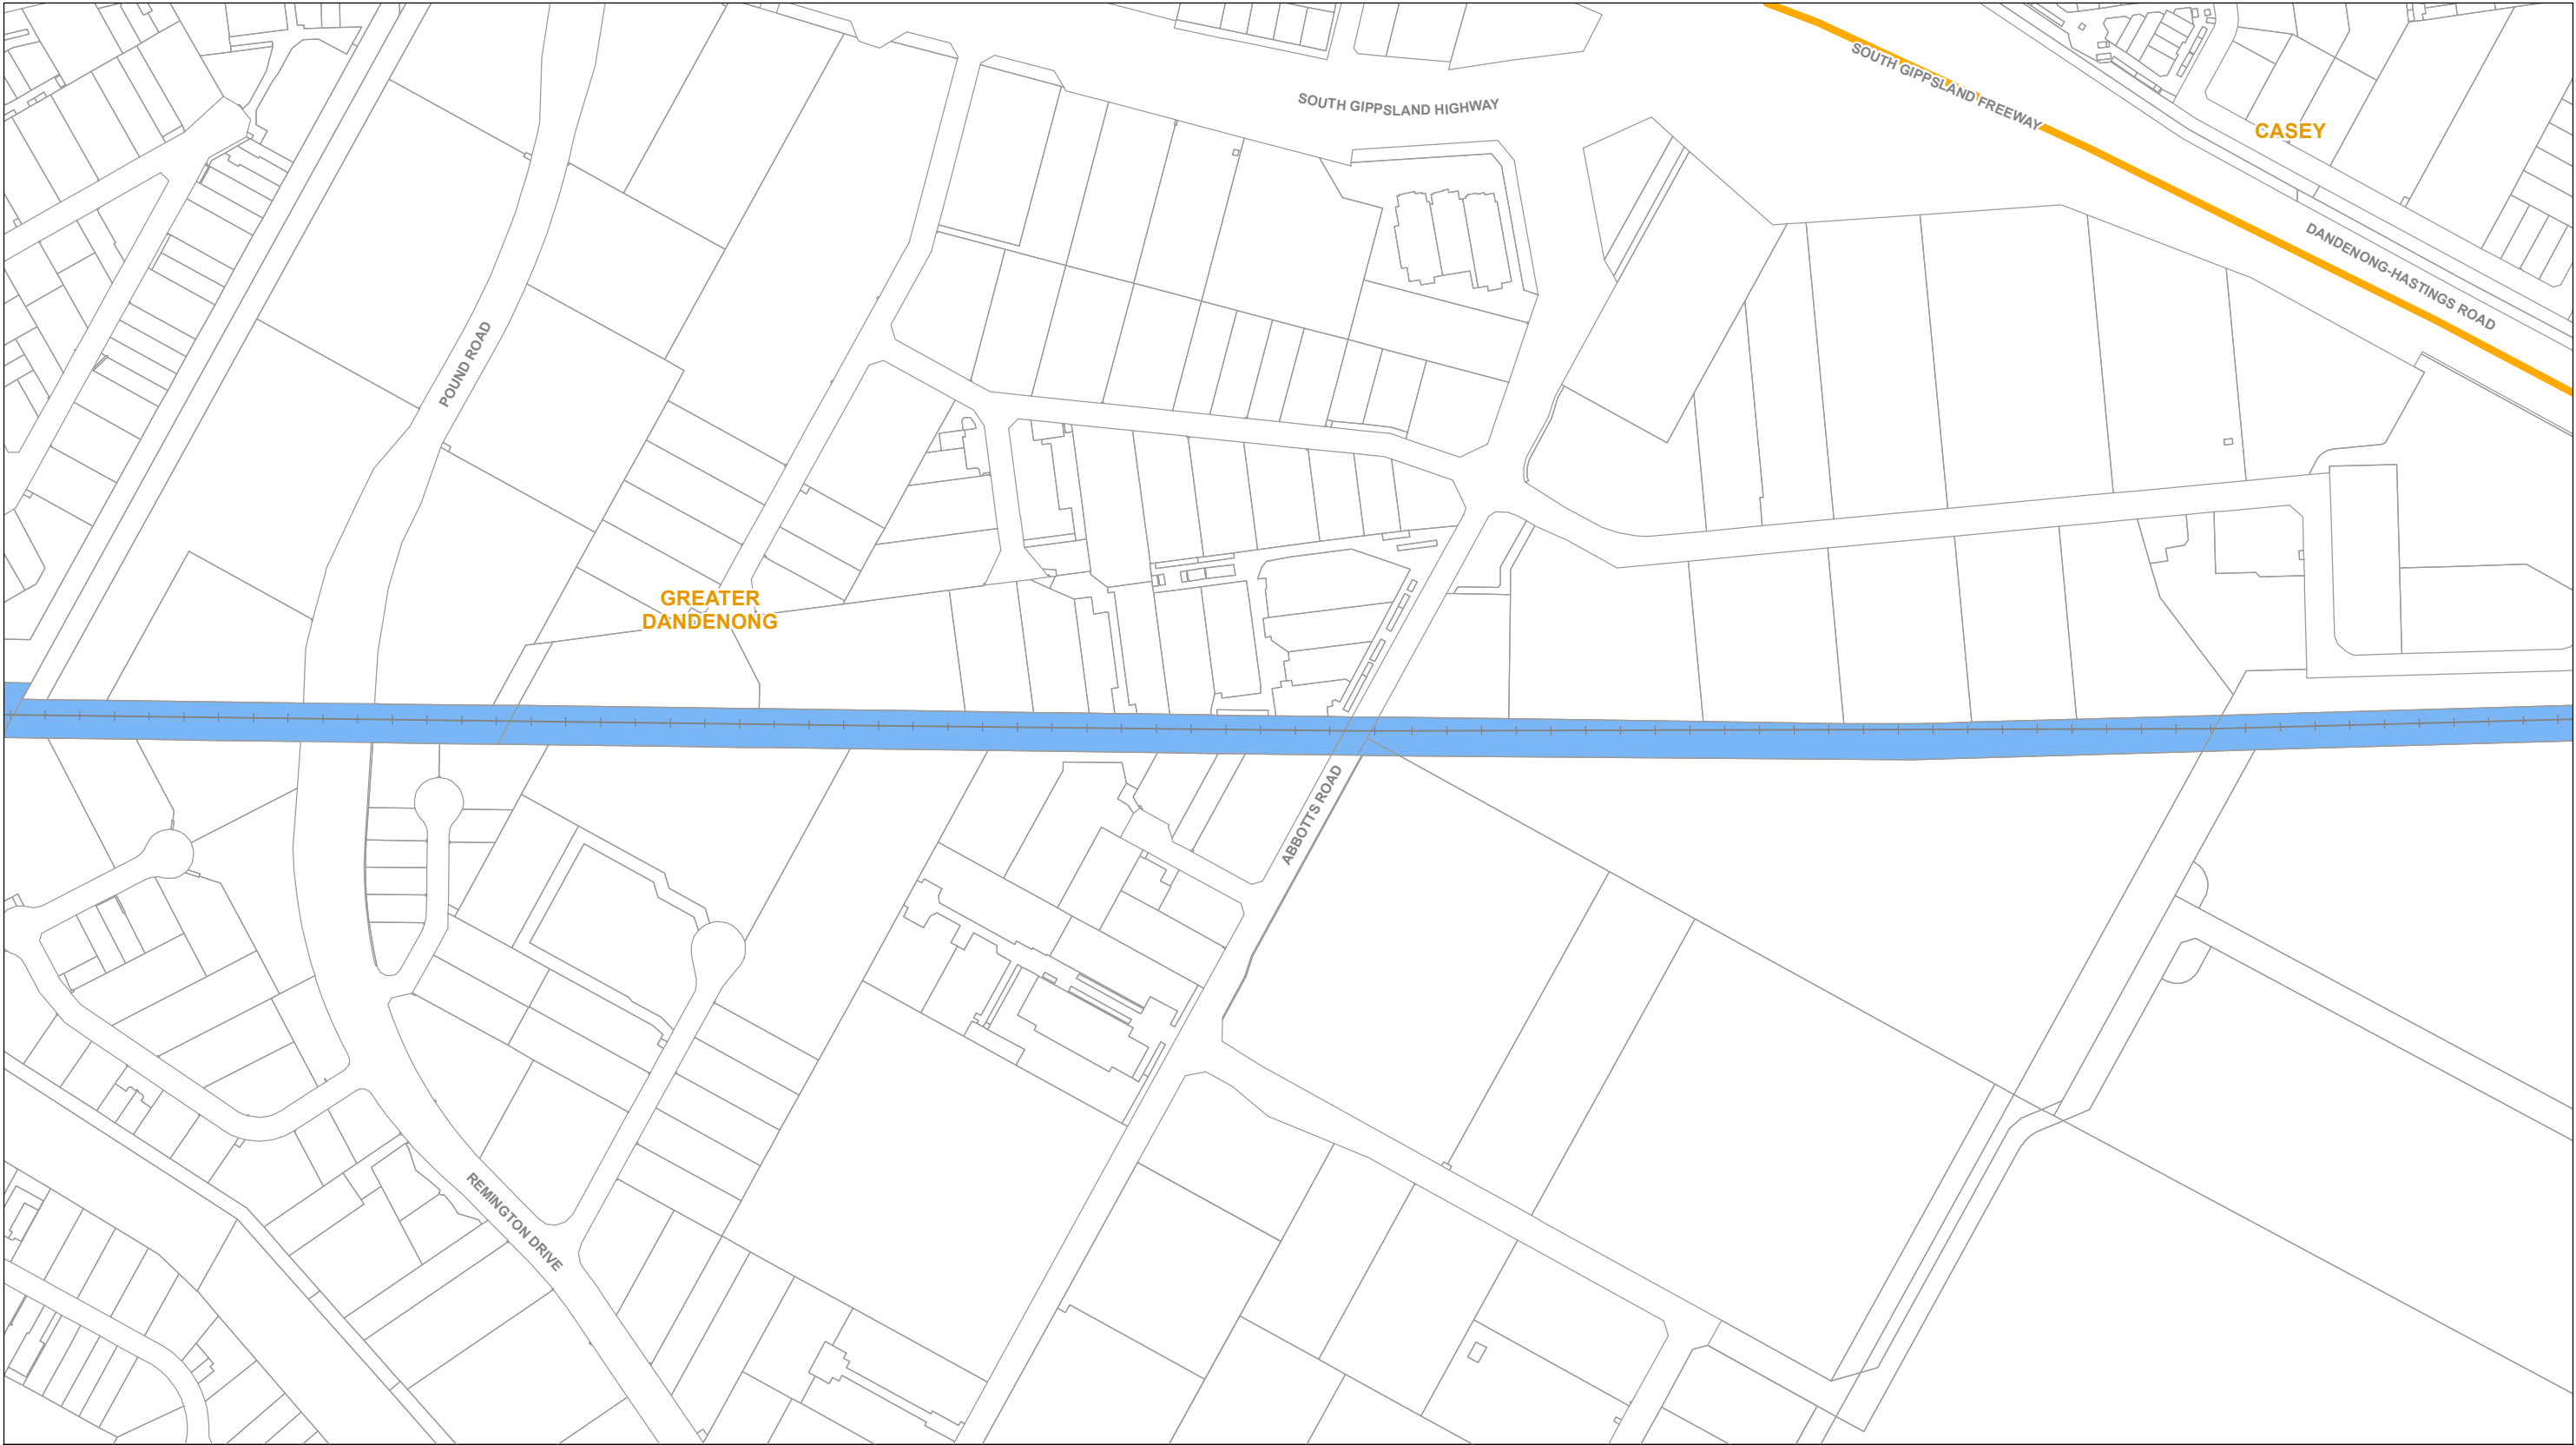 SOUTH GIPPSLAND FREEWAY
SOUTH GIPPSLAND HIGHWAY
CASEY
DANDENONG-HASTINGS ROAD
POUND ROAD
GREATER
DANDENONG
ABBOTTS ROAD
REMINGTON DRIVE